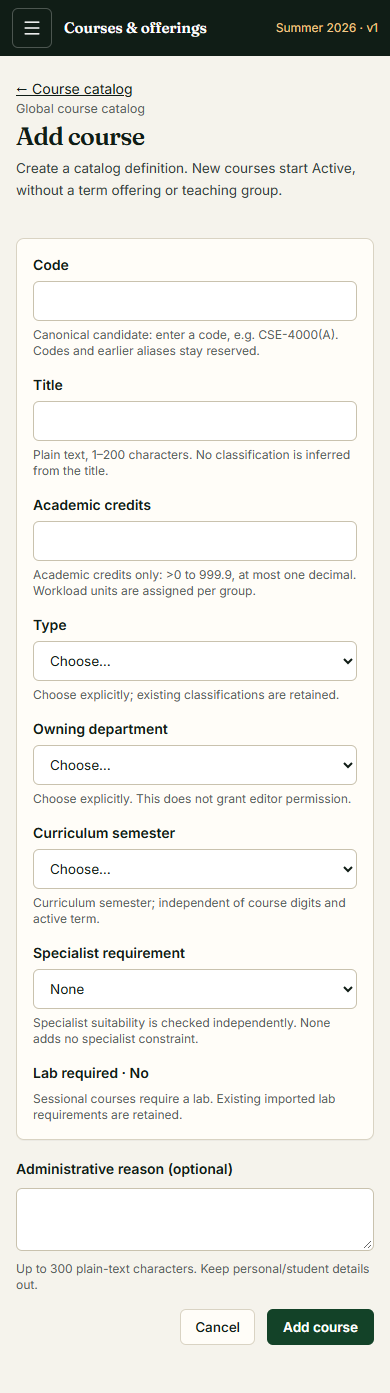 Courses & offerings
Summer 2026 · v1
← Course catalog
Global course catalog
Add course
Create a catalog definition. New courses start Active,
without a term offering or teaching group.
Code
Canonical candidate: enter a code, e.g. CSE-4000(A).
Codes and earlier aliases stay reserved.
Title
Plain text, 1–200 characters. No classification is inferred
from the title.
Academic credits
Academic credits only: >0 to 999.9, at most one decimal.
Workload units are assigned per group.
Type
Choose...
Choose explicitly; existing classifications are retained.
Owning department
Choose...
Choose explicitly. This does not grant editor permission.
Curriculum semester
Choose...
Curriculum semester; independent of course digits and
active term.
Specialist requirement
None
Specialist suitability is checked independently. None
adds no specialist constraint.
Lab required · No
Sessional courses require a lab. Existing imported lab
requirements are retained.
Administrative reason (optional)
Up to 300 plain-text characters. Keep personal/student details
out.
Cancel
Add course